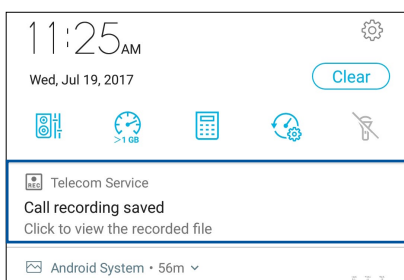 11:25AM
Wed, Jul 19, 2017
Clear
>1 GB
REC Telecom Service
Call recording saved
Click to view the recorded file
Android System • 56m